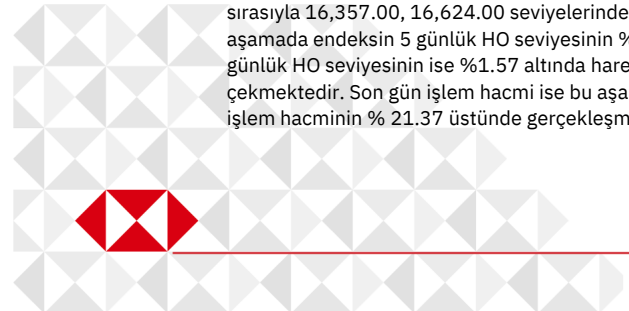 sırasıyla 16,357.00, 16,624.00 seviyelerinde
aşamada endeksin 5 günlük HO seviyesinin %
günlük HO seviyesinin ise %1.57 altında hare
çekmektedir. Son gün işlem hacmi ise bu aşa
işlem hacminin % 21.37 üstünde gerçekleşm